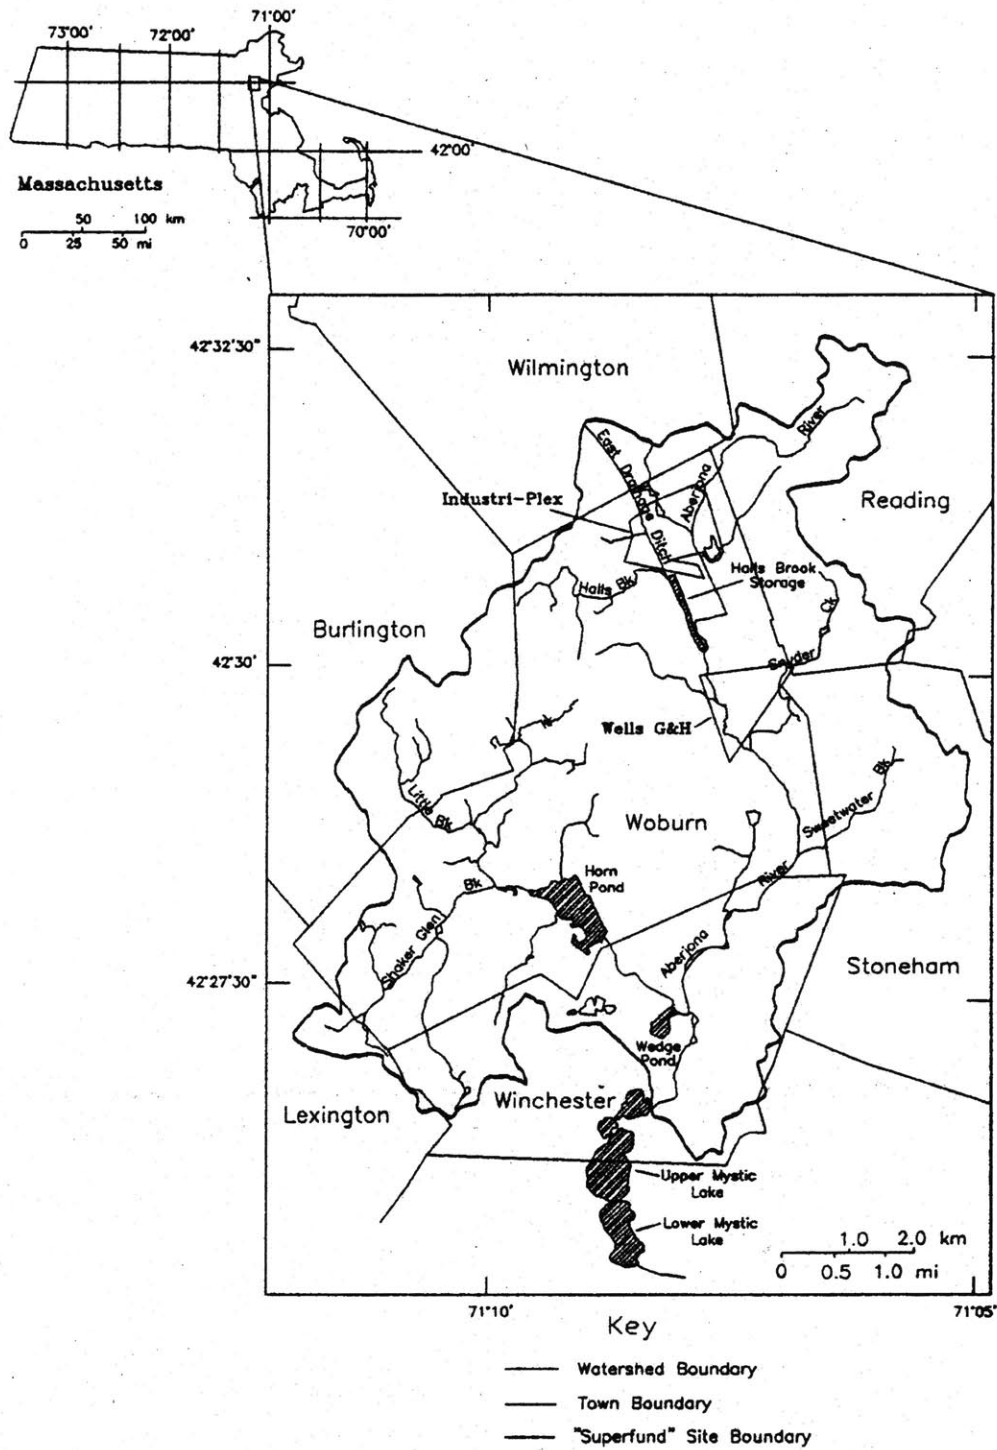 71°00'
73°00'
72°00'
42°00'
Massachusetts
50
100 km
0
25
50 mi
70°00'
42°32'30"
Wilmington
River
East Drainage Ditch
Aberjona
Reading
Industri-Plex
Halls Brook
Storage
Halls Bk
Ck
Burlington
42°30'
Snyder
Wells G&H
Little Bk
Bk
Sweetwater
Woburn
Horn
Pond
Bk
River
Shaker Glen
Aberjona
Stoneham
42°27'30"
Wedge
Pond
Winchester
Lexington
Upper Mystic
Lake
Lower Mystic
Lake
1.0
2.0 km
0
0.5
1.0 mi
71°10'
71°05'
Key
Watershed Boundary
Town Boundary
"Superfund" Site Boundary